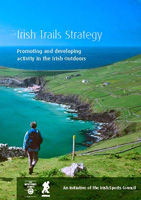 Irish Trails Strategy
Promoting and developing
activity in the Irish Outdoors
An initiative of the Irish Sports Council